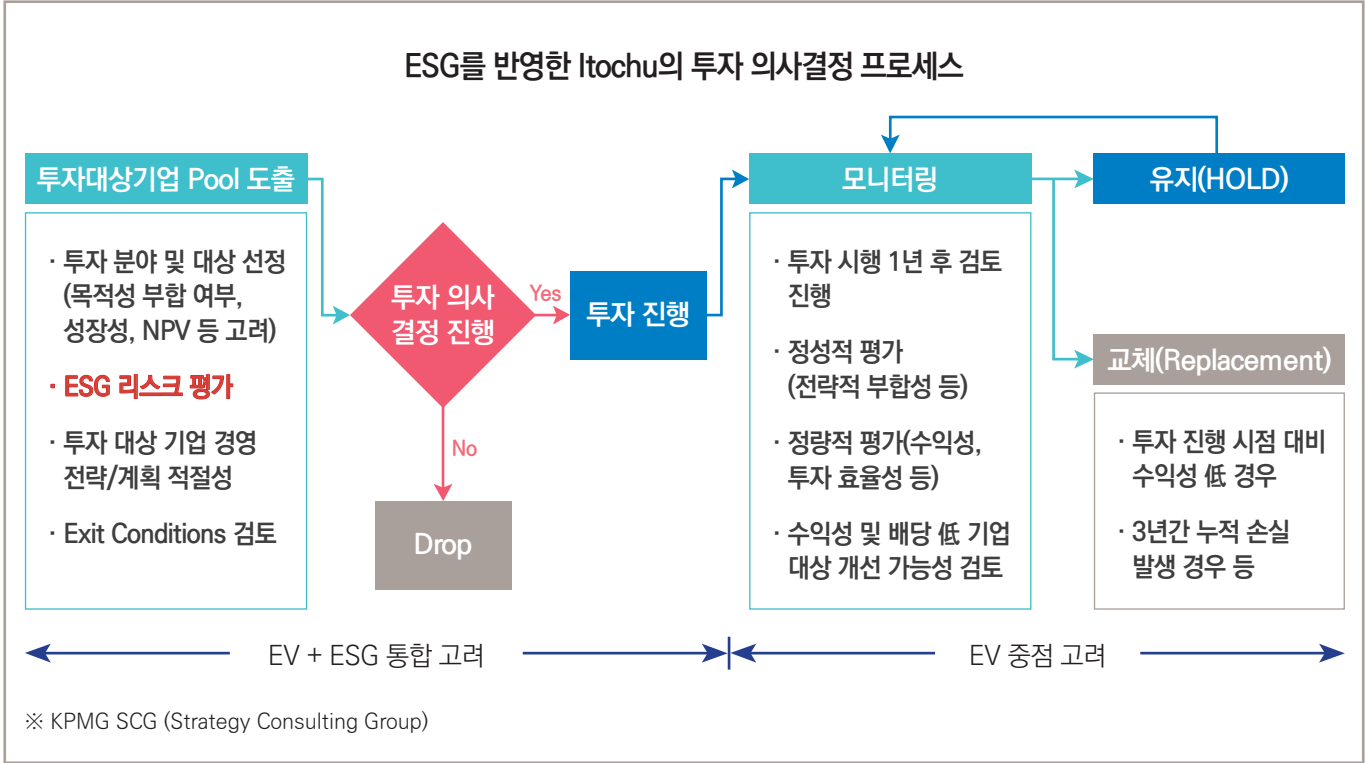 ESG를 반영한 Itochu의 투자 의사결정 프로세스
투자대상기업 Pool 도출
· 투자 분야 및 대상 선정
(목적성 부합 여부,
성장성, NPV 등 고려)
· ESG 리스크 평가
· 투자 대상 기업 경영
전략/계획 적절성
· Exit Conditions 검토
투자 의사
결정 진행
Yes
No
Drop
투자 진행
모니터링
· 투자 시행 1년 후 검토
진행
· 정성적 평가
(전략적 부합성 등)
· 정량적 평가(수익성,
투자 효율성 등)
· 수익성 및 배당 低 기업
대상 개선 가능성 검토
유지(HOLD)
교체(Replacement)
· 투자 진행 시점 대비
수익성 低 경우
· 3년간 누적 손실
발생 경우 등
EV + ESG 통합 고려
EV 중점 고려
※ KPMG SCG (Strategy Consulting Group)